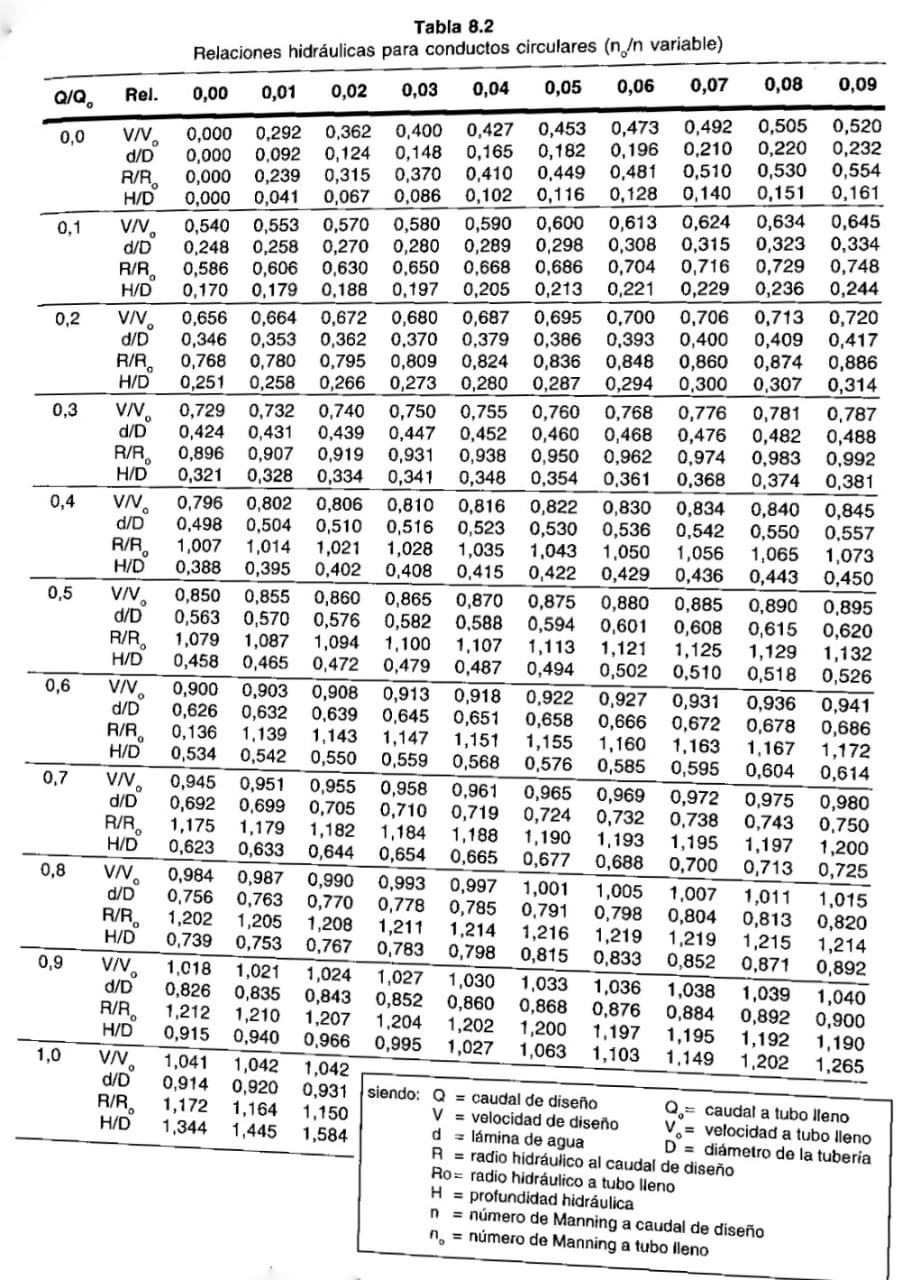 Tabla 8.2
Relaciones hidráulicas para conductos circulares (nₒ/n variable)
Q/Qₒ Rel. 0,00 0,01 0,02 0,03 0,04 0,05 0,06 0,07 0,08 0,09
0,0 V/Vₒ 0,000 0,292 0,362 0,400 0,427 0,453 0,473 0,492 0,505 0,520
d/D 0,000 0,092 0,124 0,148 0,165 0,182 0,196 0,210 0,220 0,232
R/Rₒ 0,000 0,239 0,315 0,370 0,410 0,449 0,481 0,510 0,530 0,554
H/D 0,000 0,041 0,067 0,086 0,102 0,116 0,128 0,140 0,151 0,161
0,1 V/Vₒ 0,540 0,553 0,570 0,580 0,590 0,600 0,613 0,624 0,634 0,645
d/D 0,248 0,258 0,270 0,280 0,289 0,298 0,308 0,315 0,323 0,334
R/Rₒ 0,586 0,606 0,630 0,650 0,668 0,686 0,704 0,716 0,729 0,748
H/D 0,170 0,179 0,188 0,197 0,205 0,213 0,221 0,229 0,236 0,244
0,2 V/Vₒ 0,656 0,664 0,672 0,680 0,687 0,695 0,700 0,706 0,713 0,720
d/D 0,346 0,353 0,362 0,370 0,379 0,386 0,393 0,400 0,409 0,417
R/Rₒ 0,768 0,780 0,795 0,809 0,824 0,836 0,848 0,860 0,874 0,886
H/D 0,251 0,258 0,266 0,273 0,280 0,287 0,294 0,300 0,307 0,314
0,3 V/Vₒ 0,729 0,732 0,740 0,750 0,755 0,760 0,768 0,776 0,781 0,787
d/D 0,424 0,431 0,439 0,447 0,452 0,460 0,468 0,476 0,482 0,488
R/Rₒ 0,896 0,907 0,919 0,931 0,938 0,950 0,962 0,974 0,983 0,992
H/D 0,321 0,328 0,334 0,341 0,348 0,354 0,361 0,368 0,374 0,381
0,4 V/Vₒ 0,796 0,802 0,806 0,810 0,816 0,822 0,830 0,834 0,840 0,845
d/D 0,498 0,504 0,510 0,516 0,523 0,530 0,536 0,542 0,550 0,557
R/Rₒ 1,007 1,014 1,021 1,028 1,035 1,043 1,050 1,056 1,065 1,073
H/D 0,388 0,395 0,402 0,408 0,415 0,422 0,429 0,436 0,443 0,450
0,5 V/Vₒ 0,850 0,855 0,860 0,865 0,870 0,875 0,880 0,885 0,890 0,895
d/D 0,563 0,570 0,576 0,582 0,588 0,594 0,601 0,608 0,615 0,620
R/Rₒ 1,079 1,087 1,094 1,100 1,107 1,113 1,121 1,125 1,129 1,132
H/D 0,458 0,465 0,472 0,479 0,487 0,494 0,502 0,510 0,518 0,526
0,6 V/Vₒ 0,900 0,903 0,908 0,913 0,918 0,922 0,927 0,931 0,936 0,941
d/D 0,626 0,632 0,639 0,645 0,651 0,658 0,666 0,672 0,678 0,686
R/Rₒ 0,136 1,139 1,143 1,147 1,151 1,155 1,160 1,163 1,167 1,172
H/D 0,534 0,542 0,550 0,559 0,568 0,576 0,585 0,595 0,604 0,614
0,7 V/Vₒ 0,945 0,951 0,955 0,958 0,961 0,965 0,969 0,972 0,975 0,980
d/D 0,692 0,699 0,705 0,710 0,719 0,724 0,732 0,738 0,743 0,750
R/Rₒ 1,175 1,179 1,182 1,184 1,188 1,190 1,193 1,195 1,197 1,200
H/D 0,623 0,633 0,644 0,654 0,665 0,677 0,688 0,700 0,713 0,725
0,8 V/Vₒ 0,984 0,987 0,990 0,993 0,997 1,001 1,005 1,007 1,011 1,015
d/D 0,756 0,763 0,770 0,778 0,785 0,791 0,798 0,804 0,813 0,820
R/Rₒ 1,202 1,205 1,208 1,211 1,214 1,216 1,219 1,219 1,215 1,214
H/D 0,739 0,753 0,767 0,783 0,798 0,815 0,833 0,852 0,871 0,892
0,9 V/Vₒ 1,018 1,021 1,024 1,027 1,030 1,033 1,036 1,038 1,039 1,040
d/D 0,826 0,835 0,843 0,852 0,860 0,868 0,876 0,884 0,892 0,900
R/Rₒ 1,212 1,210 1,207 1,204 1,202 1,200 1,197 1,195 1,192 1,190
H/D 0,915 0,940 0,966 0,995 1,027 1,063 1,103 1,149 1,202 1,265
1,0 V/Vₒ 1,041 1,042 1,042
d/D 0,914 0,920 0,931
R/Rₒ 1,172 1,164 1,150
H/D 1,344 1,445 1,584
siendo: Q = caudal de diseño Qₒ= caudal a tubo lleno
V = velocidad de diseño Vₒ= velocidad a tubo lleno
d = lámina de agua D = diámetro de la tubería
R = radio hidráulico al caudal de diseño
Ro= radio hidráulico a tubo lleno
H = profundidad hidráulica
n = número de Manning a caudal de diseño
nₒ = número de Manning a tubo lleno